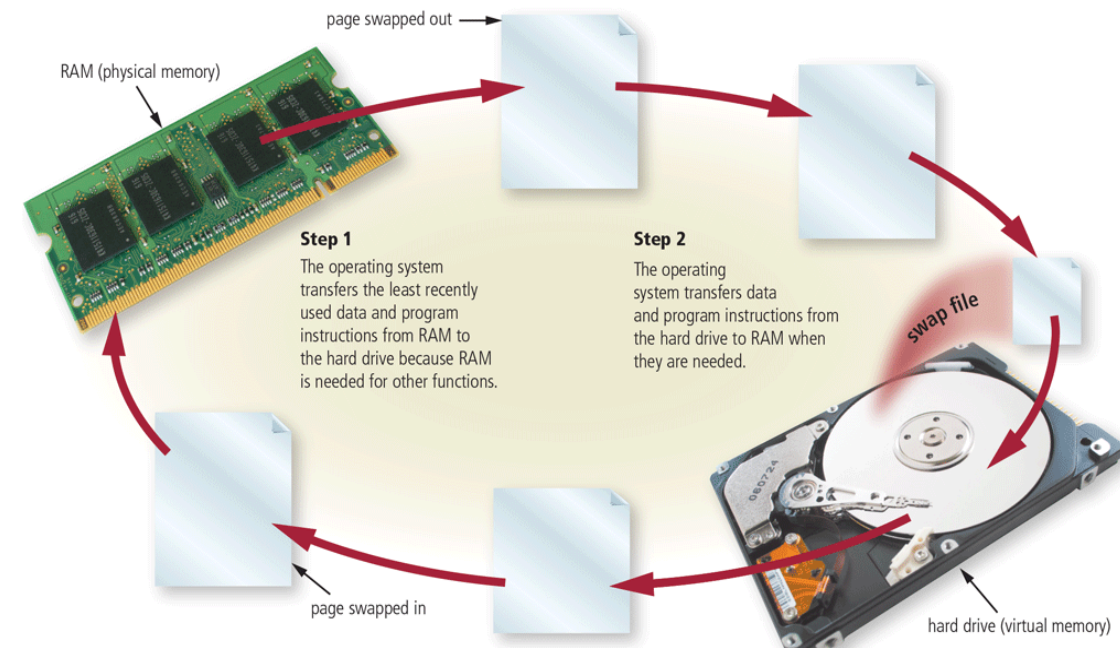 page swapped out
RAM (physical memory)
Step 1
The operating system
transfers the least recently
used data and program
instructions from RAM to
the hard drive because RAM
is needed for other functions.
Step 2
The operating
system transfers data
and program instructions from
the hard drive to RAM when
they are needed.
swap file
080724
page swapped in
hard drive (virtual memory)